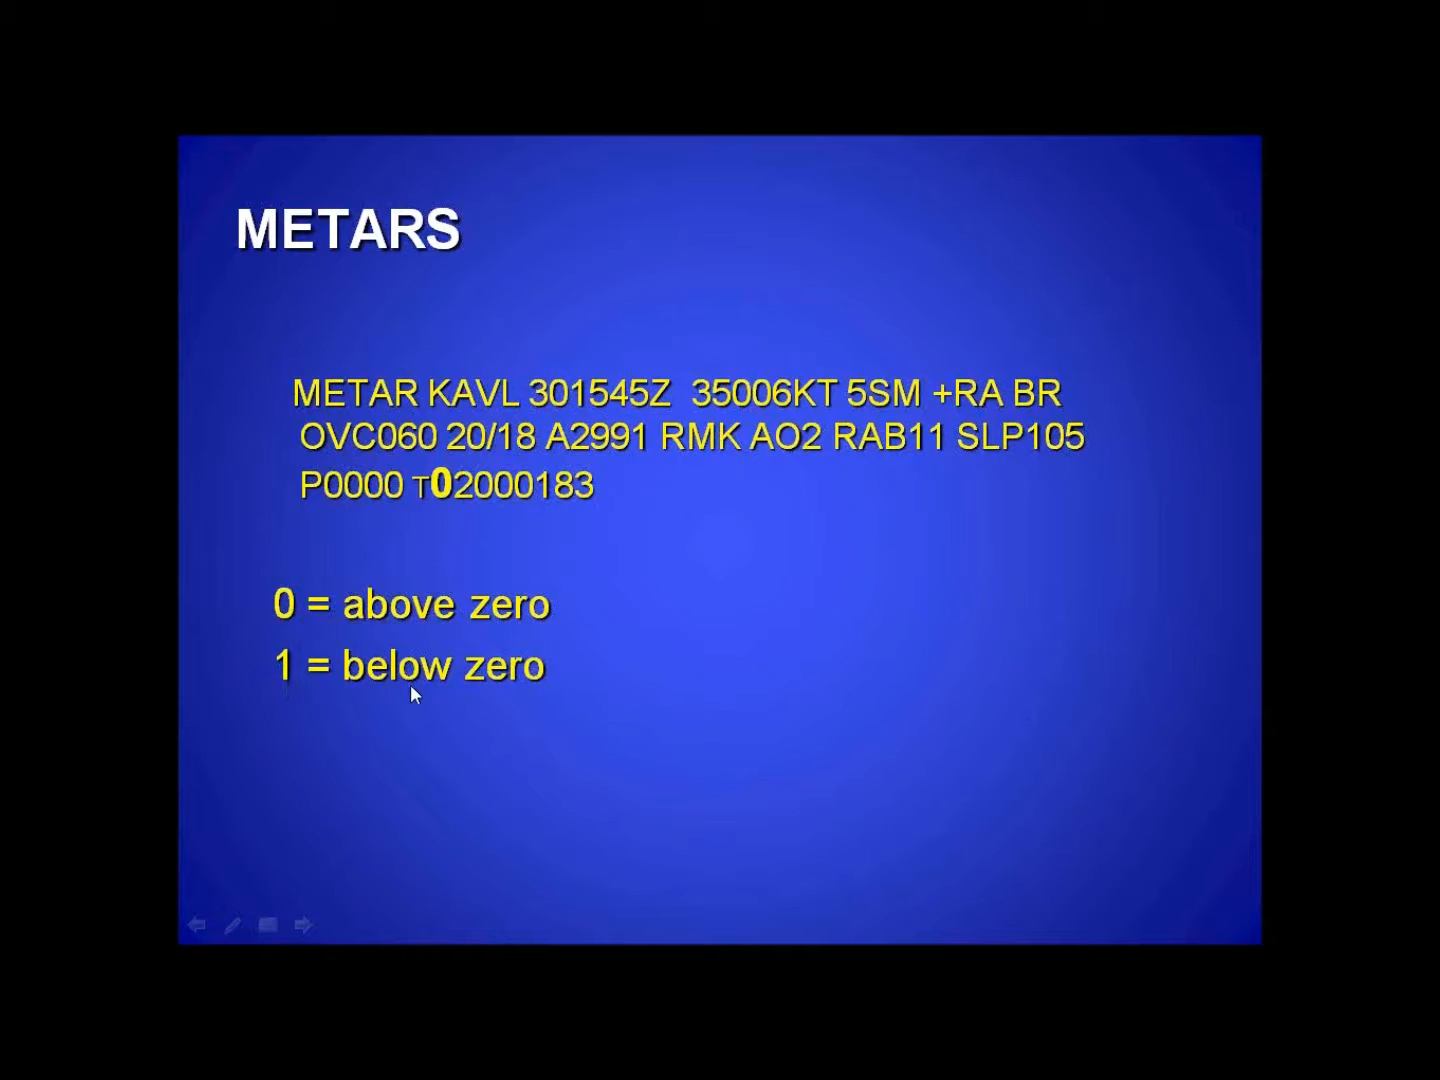 METARS
METAR KAVL 301545Z 35006KT 5SM +RA BR
OVC060 20/18 A2991 RMK AO2 RAB11 SLP105
P0000 T02000183
0 = above zero
1 = below zero